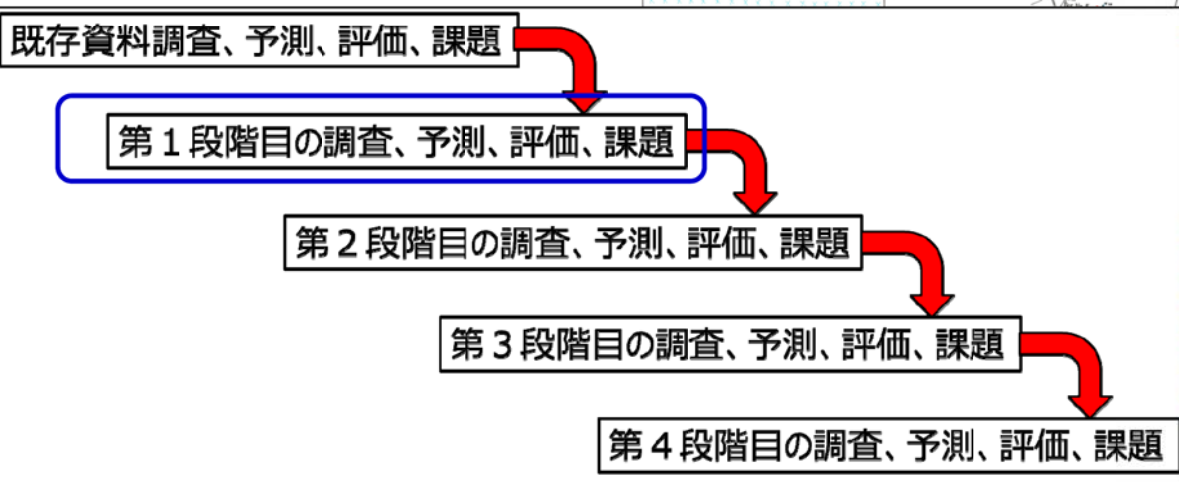 既存資料調査、予測、評価、課題
第１段階目の調査、予測、評価、課題
第２段階目の調査、予測、評価、課題
第３段階目の調査、予測、評価、課題
第４段階目の調査、予測、評価、課題